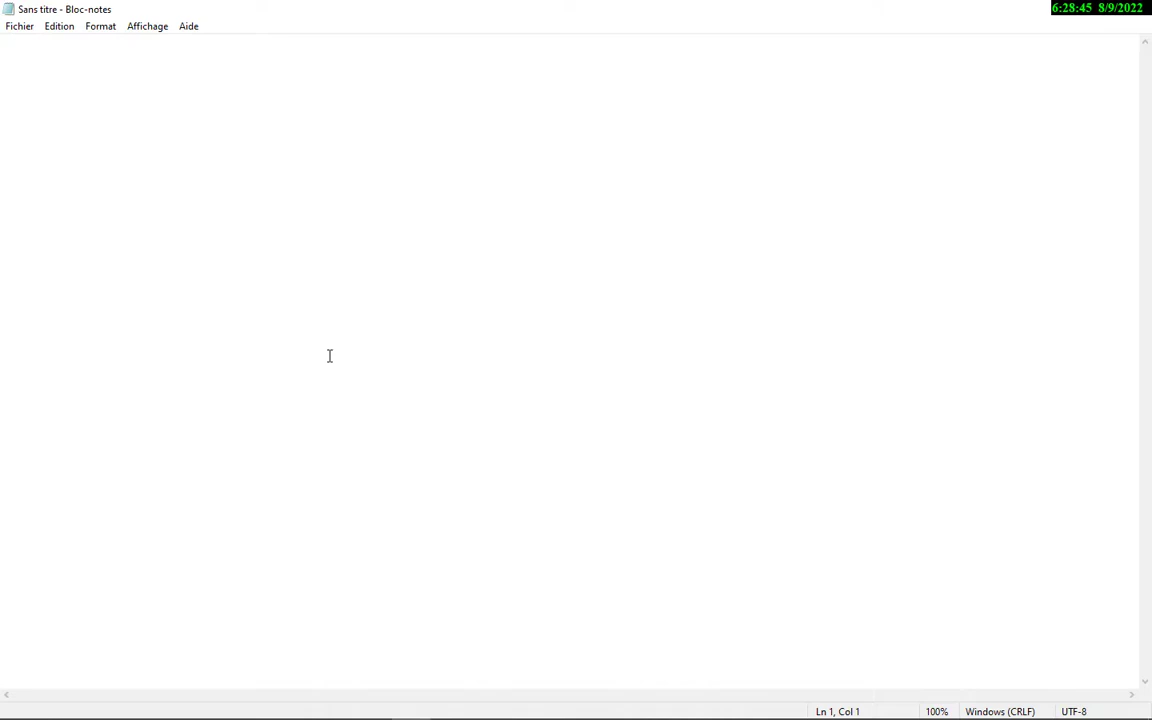 Sans titre - Bloc-notes
6:28:45 8/9/2022
Fichier Edition Format Affichage Aide
Ln 1, Col 1 100% Windows (CRLF) UTF-8